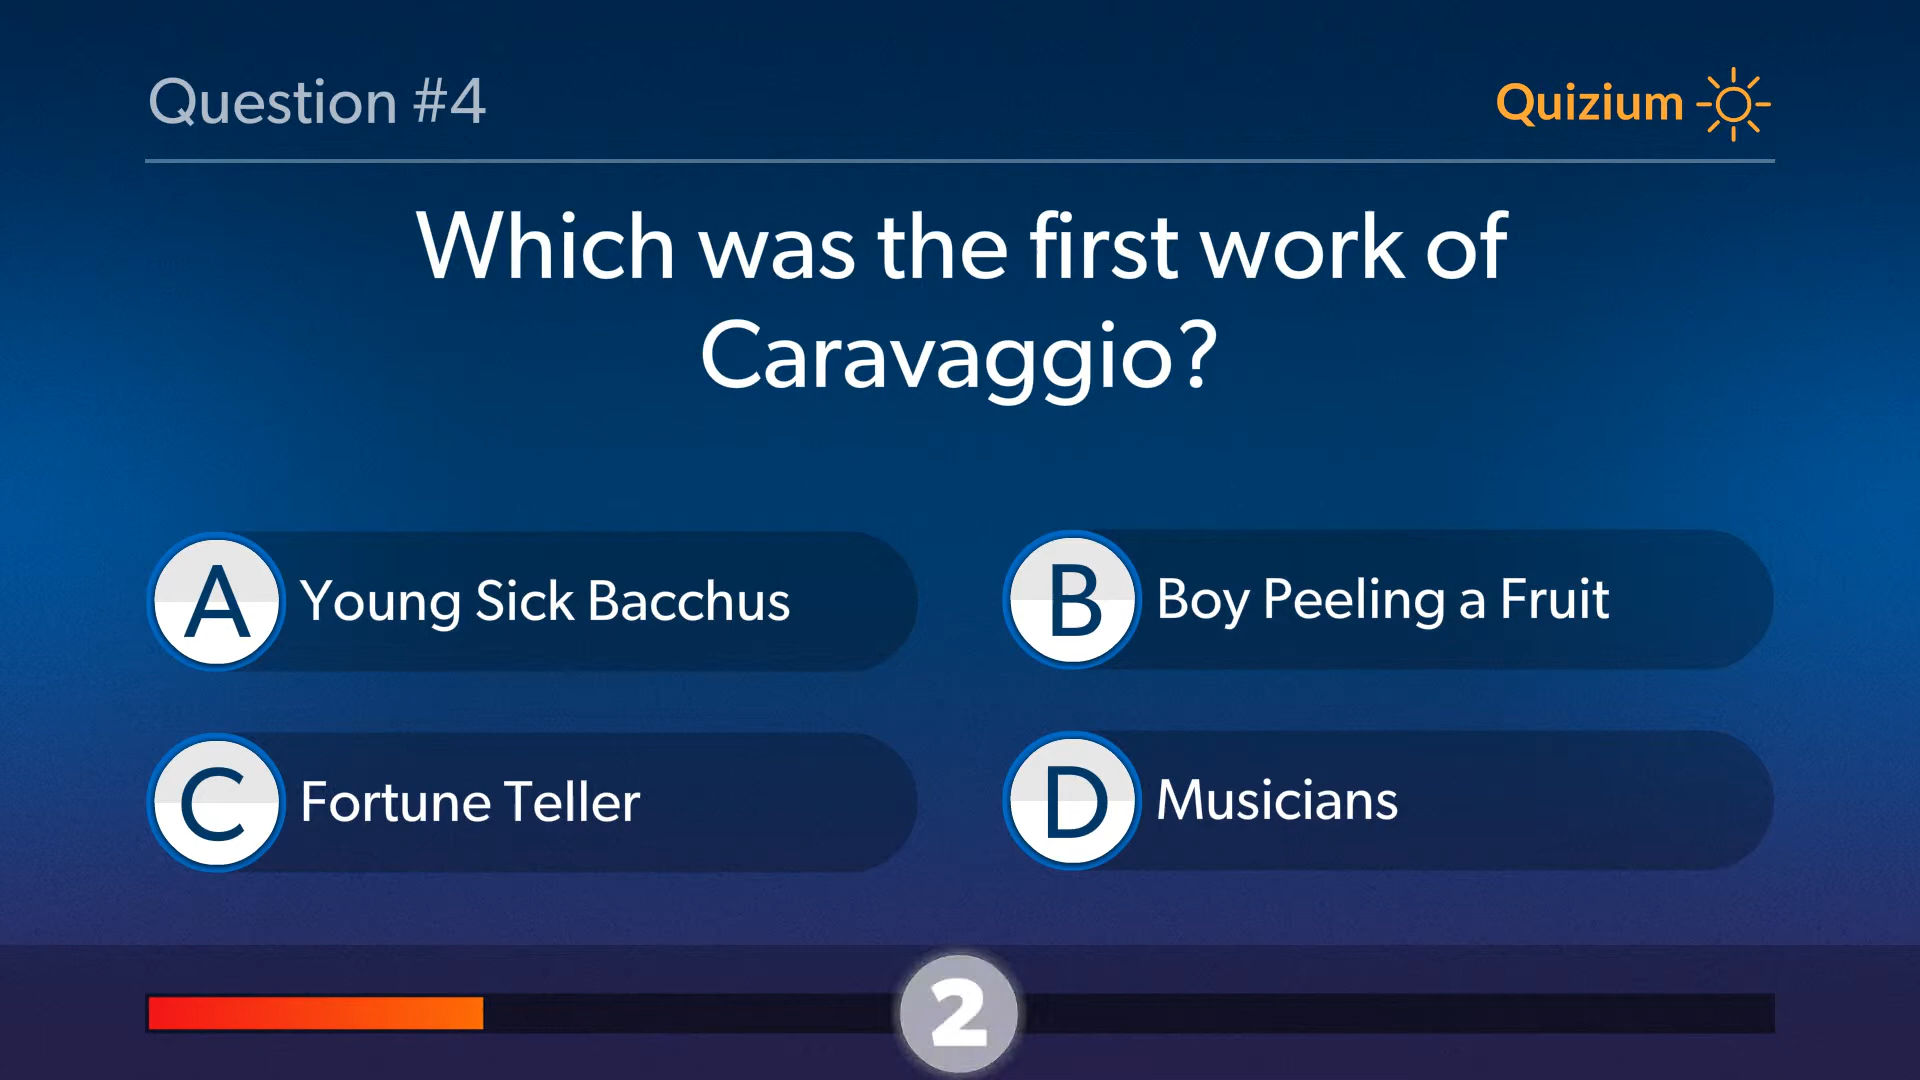 Question #4
Quizium
Which was the first work of
Caravaggio?
A Young Sick Bacchus
B Boy Peeling a Fruit
C Fortune Teller
D Musicians
2